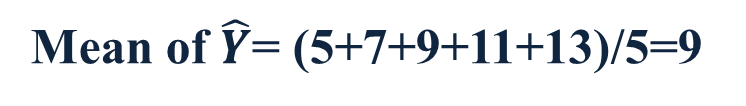 Mean of Ŷ= (5+7+9+11+13)/5=9